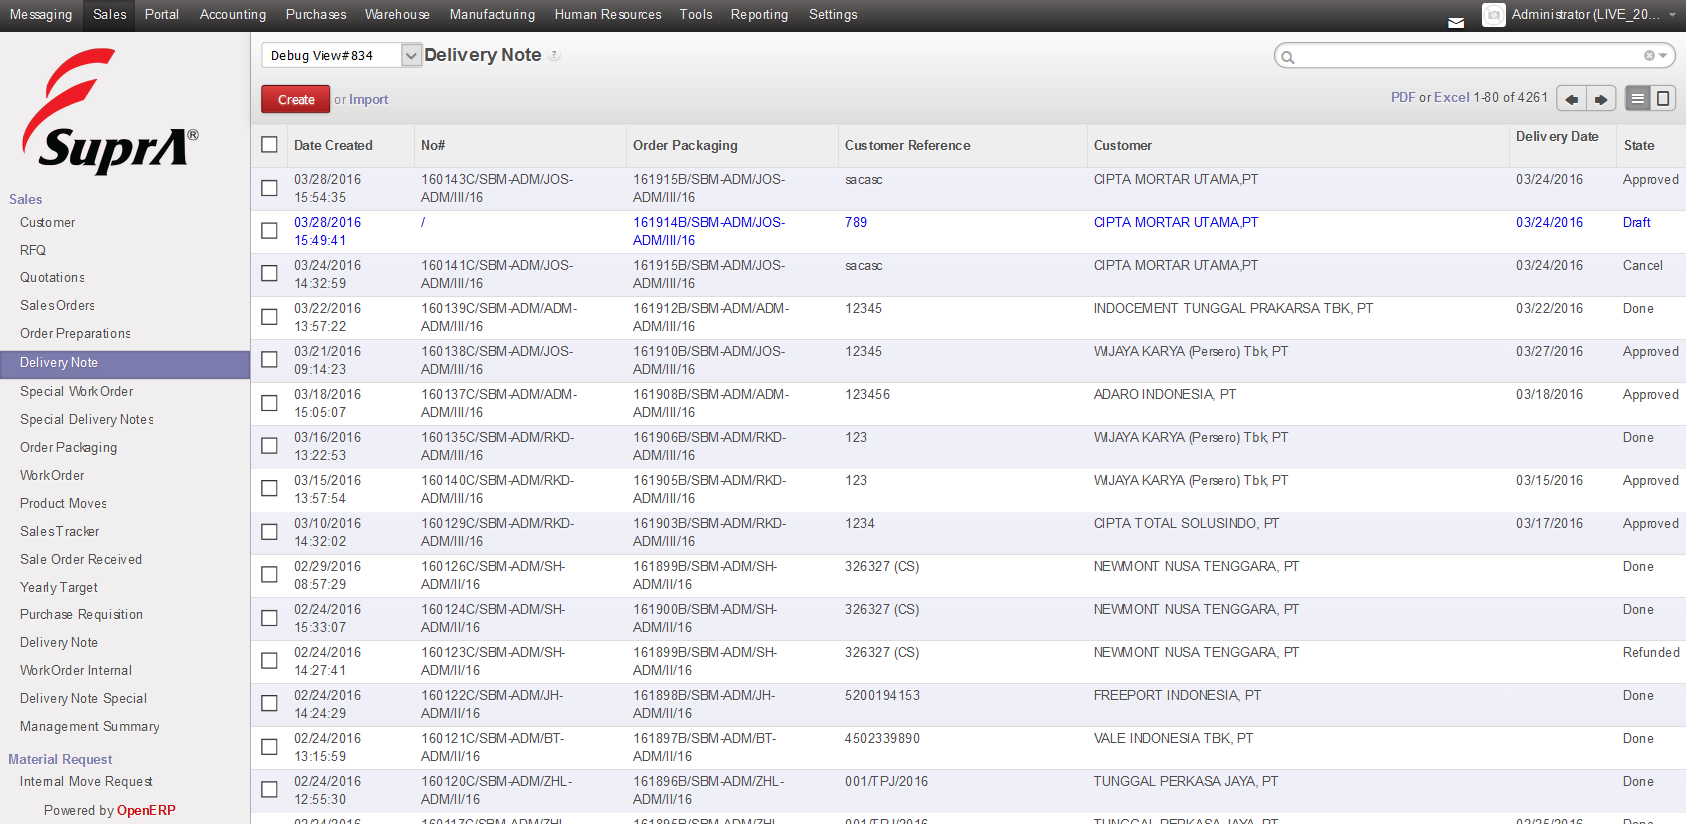 Messaging Sales Portal Accounting Purchases Warehouse Manufacturing Human Resources Tools Reporting Settings Administrator (LIVE_20...
SuprA®
Sales
Customer
RFQ
Quotations
Sales Orders
Order Preparations
Delivery Note
Special Work Order
Special Delivery Notes
Order Packaging
Work Order
Product Moves
Sales Tracker
Sale Order Received
Yearly Target
Purchase Requisition
Delivery Note
Work Order Internal
Delivery Note Special
Management Summary
Material Request
Internal Move Request
Powered by OpenERP
Debug View#834 Delivery Note ?
Create or Import PDF or Excel 1-80 of 4261
Date Created No# Order Packaging Customer Reference Customer Delivery Date State
03/28/2016 160143C/SBM-ADM/JOS- 161915B/SBM-ADM/JOS- sacasc CIPTA MORTAR UTAMA,PT 03/24/2016 Approved
15:54:35 ADM/III/16 ADM/III/16
03/28/2016 / 161914B/SBM-ADM/JOS- 789 CIPTA MORTAR UTAMA,PT 03/24/2016 Draft
15:49:41 ADM/III/16
03/24/2016 160141C/SBM-ADM/JOS- 161915B/SBM-ADM/JOS- sacasc CIPTA MORTAR UTAMA,PT 03/24/2016 Cancel
14:32:59 ADM/III/16 ADM/III/16
03/22/2016 160139C/SBM-ADM/ADM- 161912B/SBM-ADM/ADM- 12345 INDOCEMENT TUNGGAL PRAKARSA TBK, PT 03/22/2016 Done
13:57:22 ADM/III/16 ADM/III/16
03/21/2016 160138C/SBM-ADM/JOS- 161910B/SBM-ADM/JOS- 12345 WIJAYA KARYA (Persero) Tbk, PT 03/27/2016 Approved
09:14:23 ADM/III/16 ADM/III/16
03/18/2016 160137C/SBM-ADM/ADM- 161908B/SBM-ADM/ADM- 123456 ADARO INDONESIA, PT 03/18/2016 Approved
15:05:07 ADM/III/16 ADM/III/16
03/16/2016 160135C/SBM-ADM/RKD- 161906B/SBM-ADM/RKD- 123 WIJAYA KARYA (Persero) Tbk, PT Done
13:22:53 ADM/III/16 ADM/III/16
03/15/2016 160140C/SBM-ADM/RKD- 161905B/SBM-ADM/RKD- 123 WIJAYA KARYA (Persero) Tbk, PT 03/15/2016 Approved
13:57:54 ADM/III/16 ADM/III/16
03/10/2016 160129C/SBM-ADM/RKD- 161903B/SBM-ADM/RKD- 1234 CIPTA TOTAL SOLUSINDO, PT 03/17/2016 Approved
14:32:02 ADM/III/16 ADM/III/16
02/29/2016 160126C/SBM-ADM/SH- 161899B/SBM-ADM/SH- 326327 (CS) NEWMONT NUSA TENGGARA, PT Done
08:57:29 ADM/II/16 ADM/II/16
02/24/2016 160124C/SBM-ADM/SH- 161900B/SBM-ADM/SH- 326327 (CS) NEWMONT NUSA TENGGARA, PT Done
15:33:07 ADM/II/16 ADM/II/16
02/24/2016 160123C/SBM-ADM/SH- 161899B/SBM-ADM/SH- 326327 (CS) NEWMONT NUSA TENGGARA, PT Refunded
14:27:41 ADM/II/16 ADM/II/16
02/24/2016 160122C/SBM-ADM/JH- 161898B/SBM-ADM/JH- 5200194153 FREEPORT INDONESIA, PT Done
14:24:29 ADM/II/16 ADM/II/16
02/24/2016 160121C/SBM-ADM/BT- 161897B/SBM-ADM/BT- 4502339890 VALE INDONESIA TBK, PT Done
13:15:59 ADM/II/16 ADM/II/16
02/24/2016 160120C/SBM-ADM/ZHL- 161896B/SBM-ADM/ZHL- 001/TPJ/2016 TUNGGAL PERKASA JAYA, PT Done
12:55:30 ADM/II/16 ADM/II/16
02/24/2016 160117C/SBM-ADM/ZHL- 161895B/SBM-ADM/ZHL- 001/TPJ/2016 TUNGGAL PERKASA JAYA, PT 02/25/2016 Done